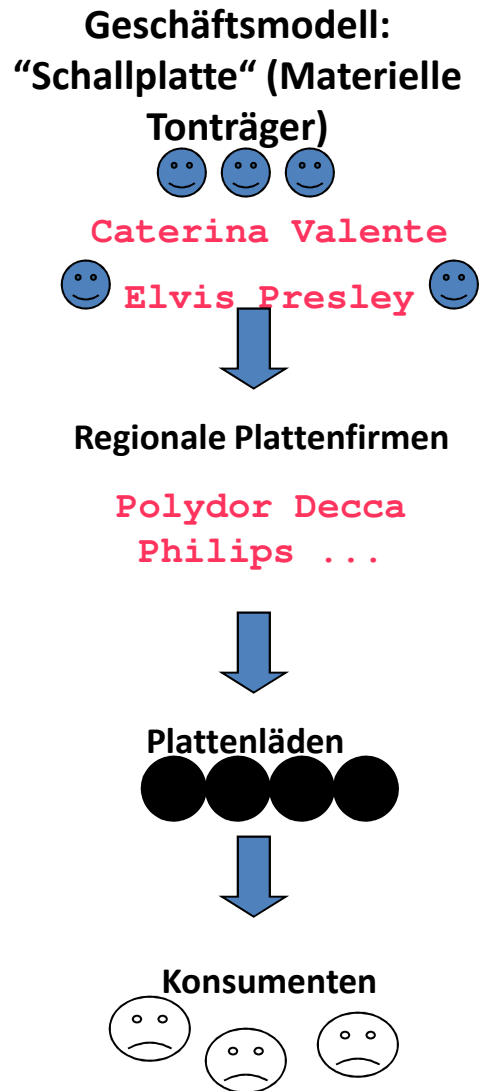 Geschäftsmodell:
“Schallplatte“ (Materielle
Tonträger)
Caterina Valente
Elvis Presley
Regionale Plattenfirmen
Polydor Decca
Philips ...
Plattenläden
Konsumenten